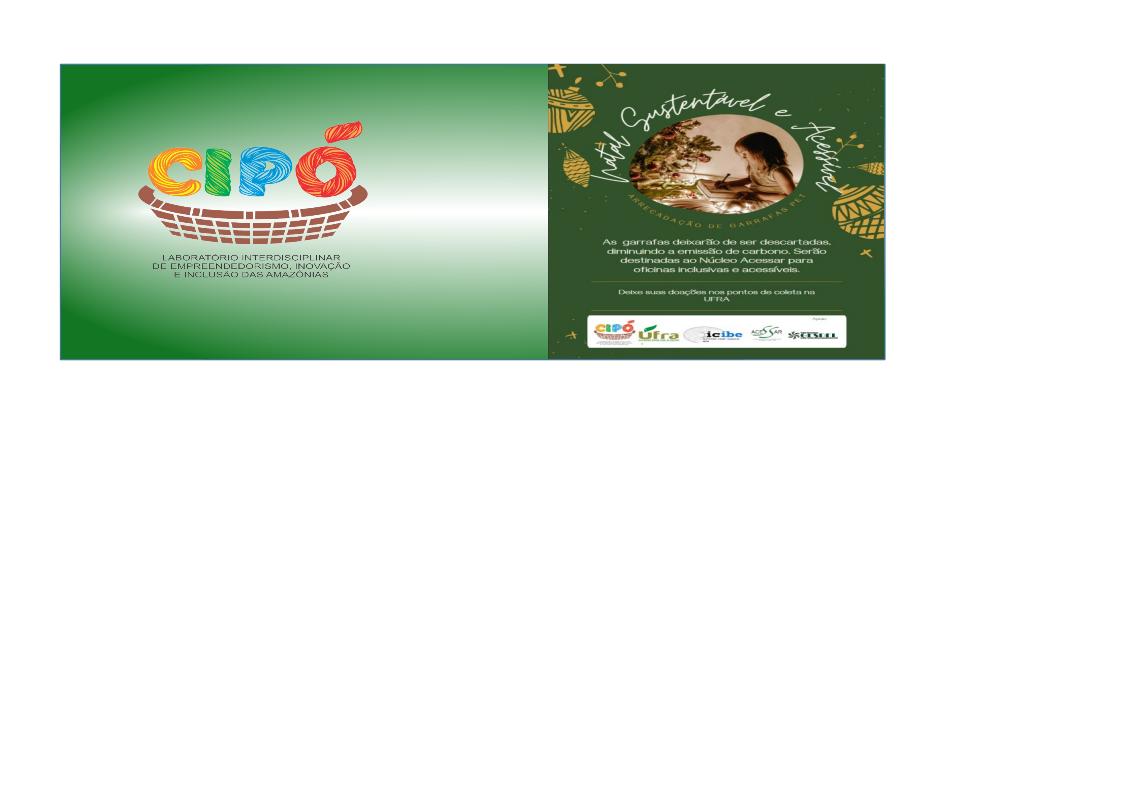 CIPÓ
LABORATÓRIO INTERDISCIPLINAR
DE EMPREENDEDORISMO, INOVAÇÃO
E INCLUSÃO DAS AMAZÔNIAS
Natal Sustentável e Acessível
ARRECADAÇÃO DE GARRAFAS PET
As garrafas deixarão de ser descartadas,
diminuindo a emissão de carbono. Serão
destinadas ao Núcleo Acessar para
oficinas inclusivas e acessíveis.
Deixe suas doações nos pontos de coleta na
UFRA
Apoio
CIPÓ Ufra icibe ACESSAR